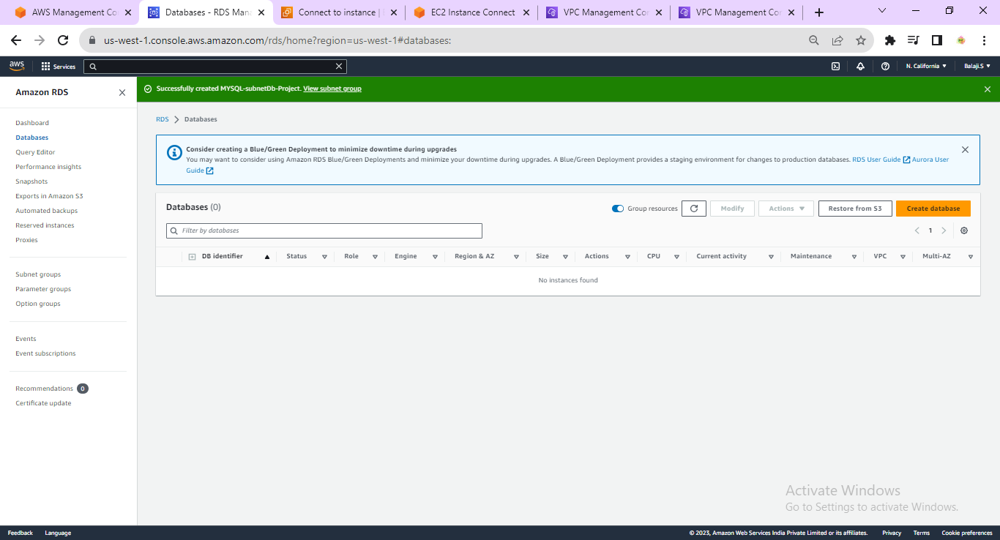 AWS Management Co
Databases - RDS Mana
Connect to instance |
EC2 Instance Connect
VPC Management Con
VPC Management Con
us-west-1.console.aws.amazon.com/rds/home?region=us-west-1#databases:
aws
Services
N. California
Balaji.S
Amazon RDS
Dashboard
Databases
Query Editor
Performance insights
Snapshots
Exports in Amazon S3
Automated backups
Reserved instances
Proxies
Subnet groups
Parameter groups
Option groups
Events
Event subscriptions
Recommendations 0
Certificate update
Successfully created MYSQL-subnetDb-Project. View subnet group
RDS > Databases
Consider creating a Blue/Green Deployment to minimize downtime during upgrades
You may want to consider using Amazon RDS Blue/Green Deployments and minimize your downtime during upgrades. A Blue/Green Deployment provides a staging environment for changes to production databases. RDS User Guide Aurora User
Guide
Databases (0)
Group resources
Modify
Actions
Restore from S3
Create database
Filter by databases
1
DB identifier Status Role Engine Region & AZ Size Actions CPU Current activity Maintenance VPC Multi-AZ
No instances found
Activate Windows
Go to Settings to activate Windows.
Feedback Language
© 2023, Amazon Web Services India Private Limited or its affiliates. Privacy Terms Cookie preferences